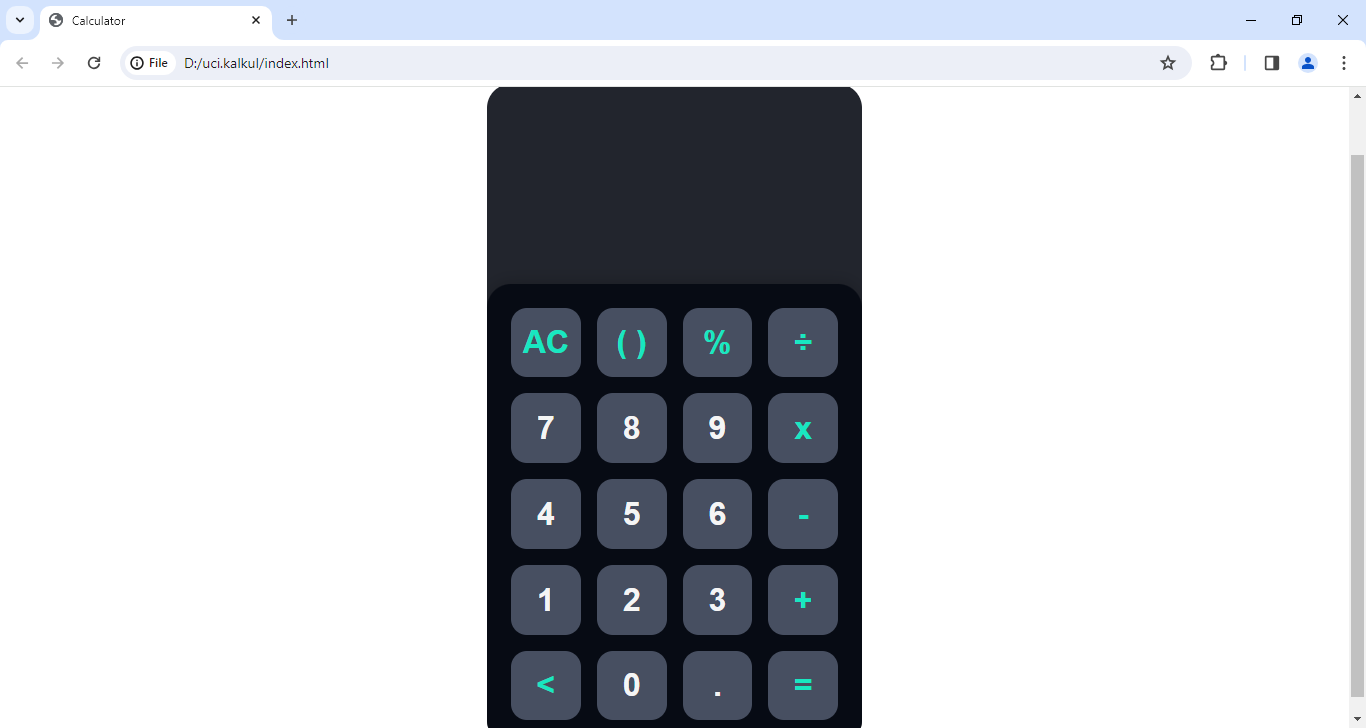 Calculator
File D:/uci.kalkul/index.html
AC ( ) % ÷
7 8 9 x
4 5 6 -
1 2 3 +
< 0 . =